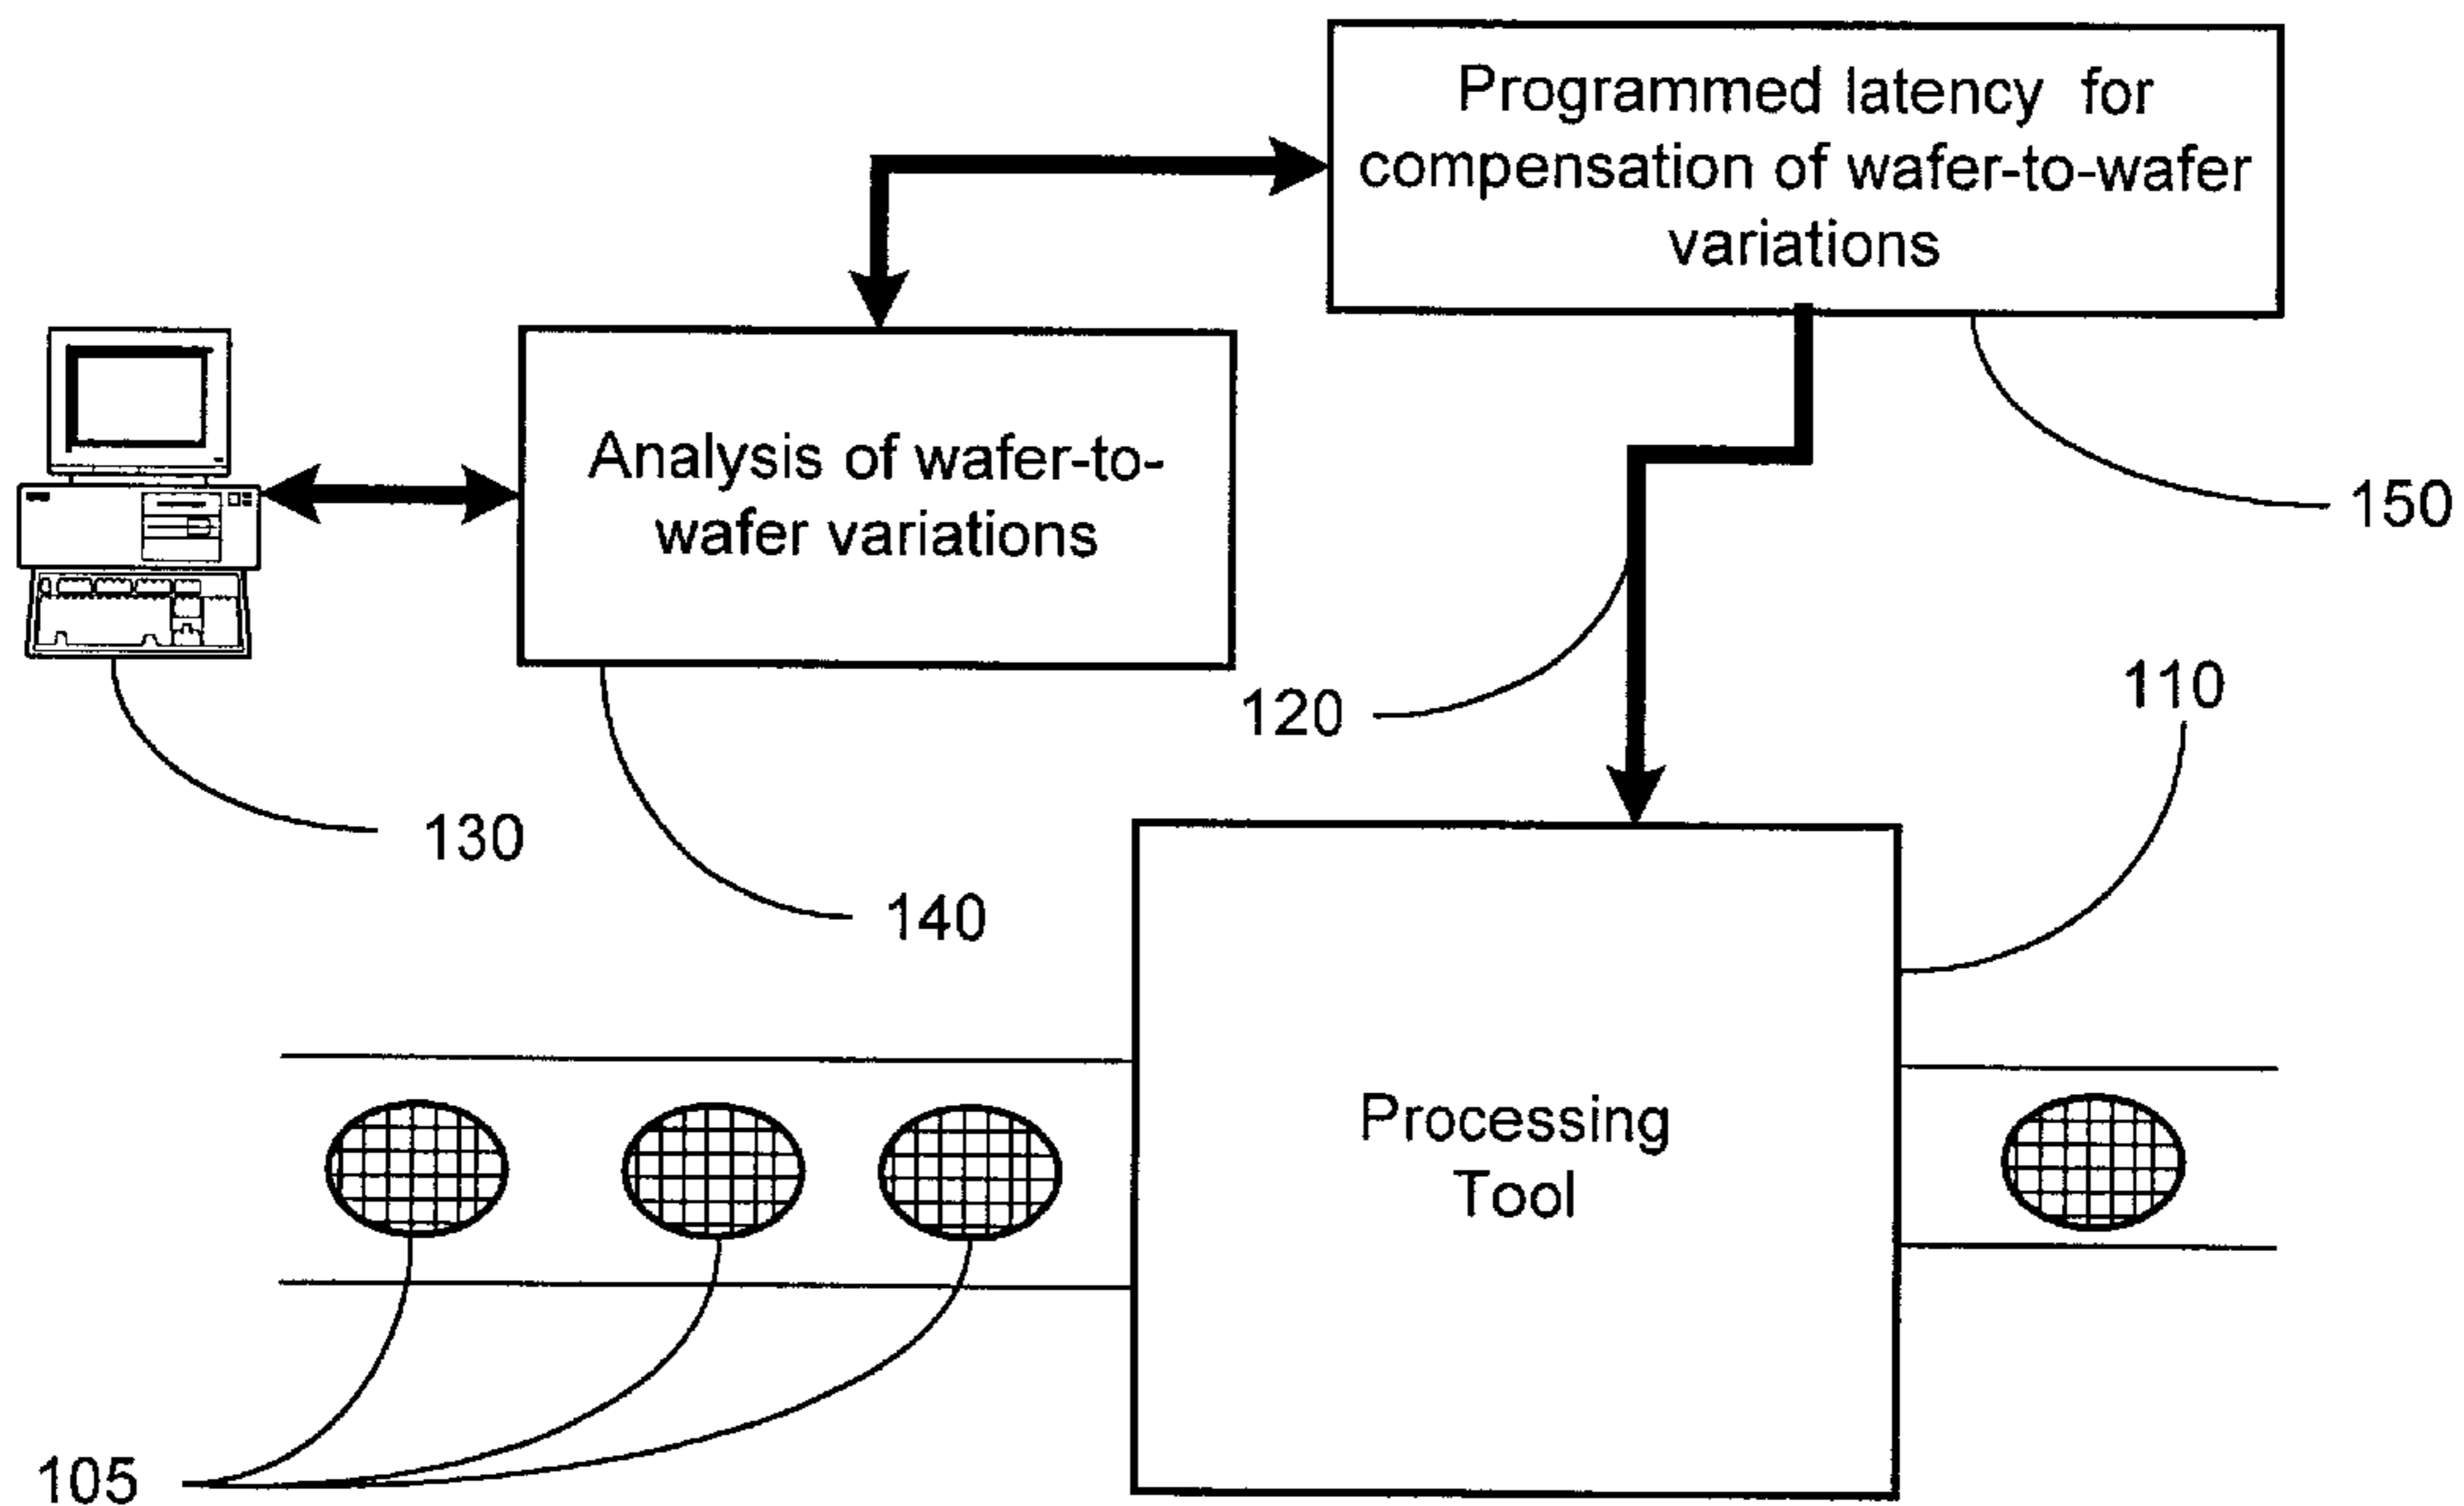 Programmed latency for
compensation of wafer-to-wafer
variations
Analysis of wafer-to-
wafer variations
150
120
110
130
140
Processing
Tool
105